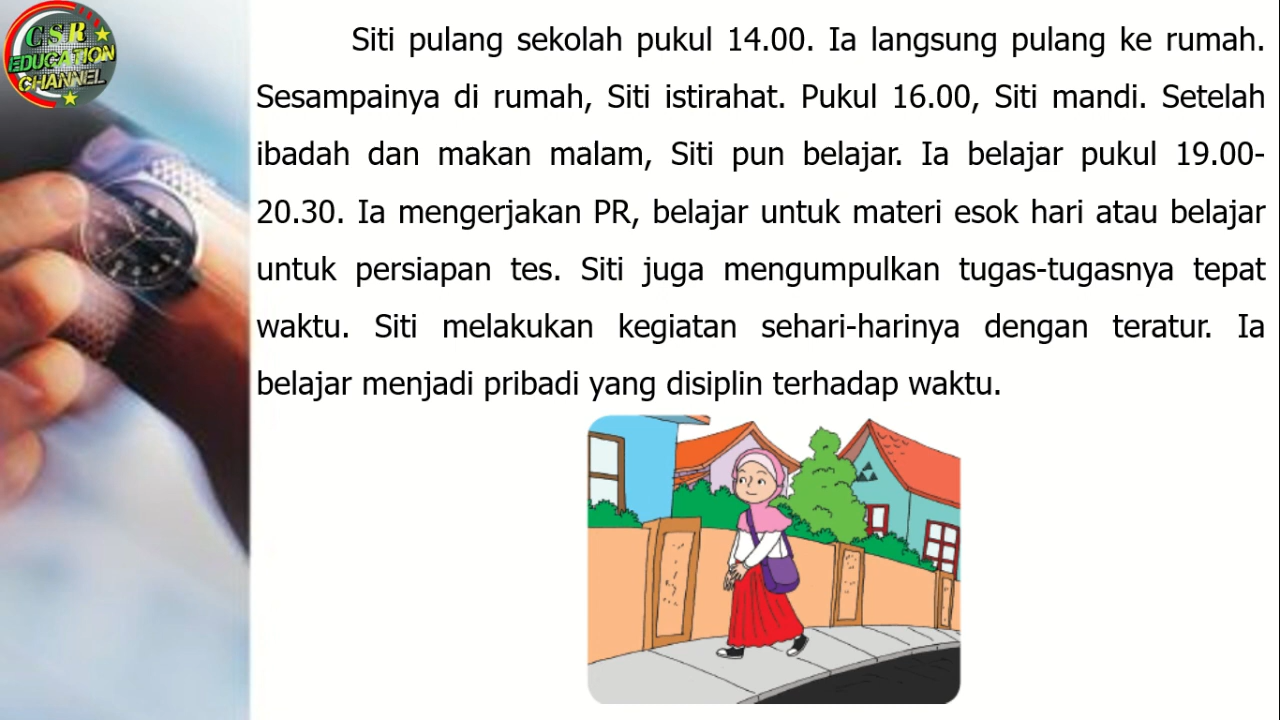 CSR
EDUCATION
CHANNEL
Siti pulang sekolah pukul 14.00. Ia langsung pulang ke rumah.
Sesampainya di rumah, Siti istirahat. Pukul 16.00, Siti mandi. Setelah
ibadah dan makan malam, Siti pun belajar. Ia belajar pukul 19.00-
20.30. Ia mengerjakan PR, belajar untuk materi esok hari atau belajar
untuk persiapan tes. Siti juga mengumpulkan tugas-tugasnya tepat
waktu. Siti melakukan kegiatan sehari-harinya dengan teratur. Ia
belajar menjadi pribadi yang disiplin terhadap waktu.